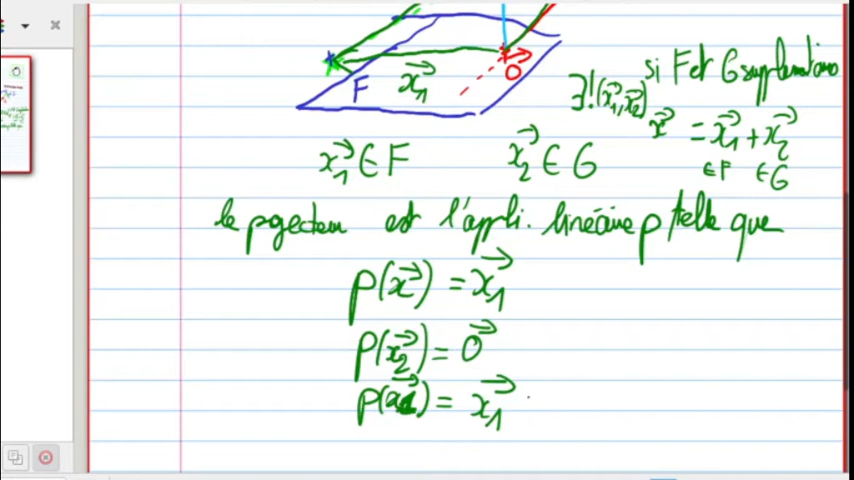 0
F
x₁
si F et G supplémentaires
∃!(x₁,x₂) x = x₁ + x₂
∈F ∈G
x₁ ∈ F x₂ ∈ G
le projecteur est l'appli. linéaire p telle que
p(x) = x₁
p(x₂) = 0
p(x₁) = x₁